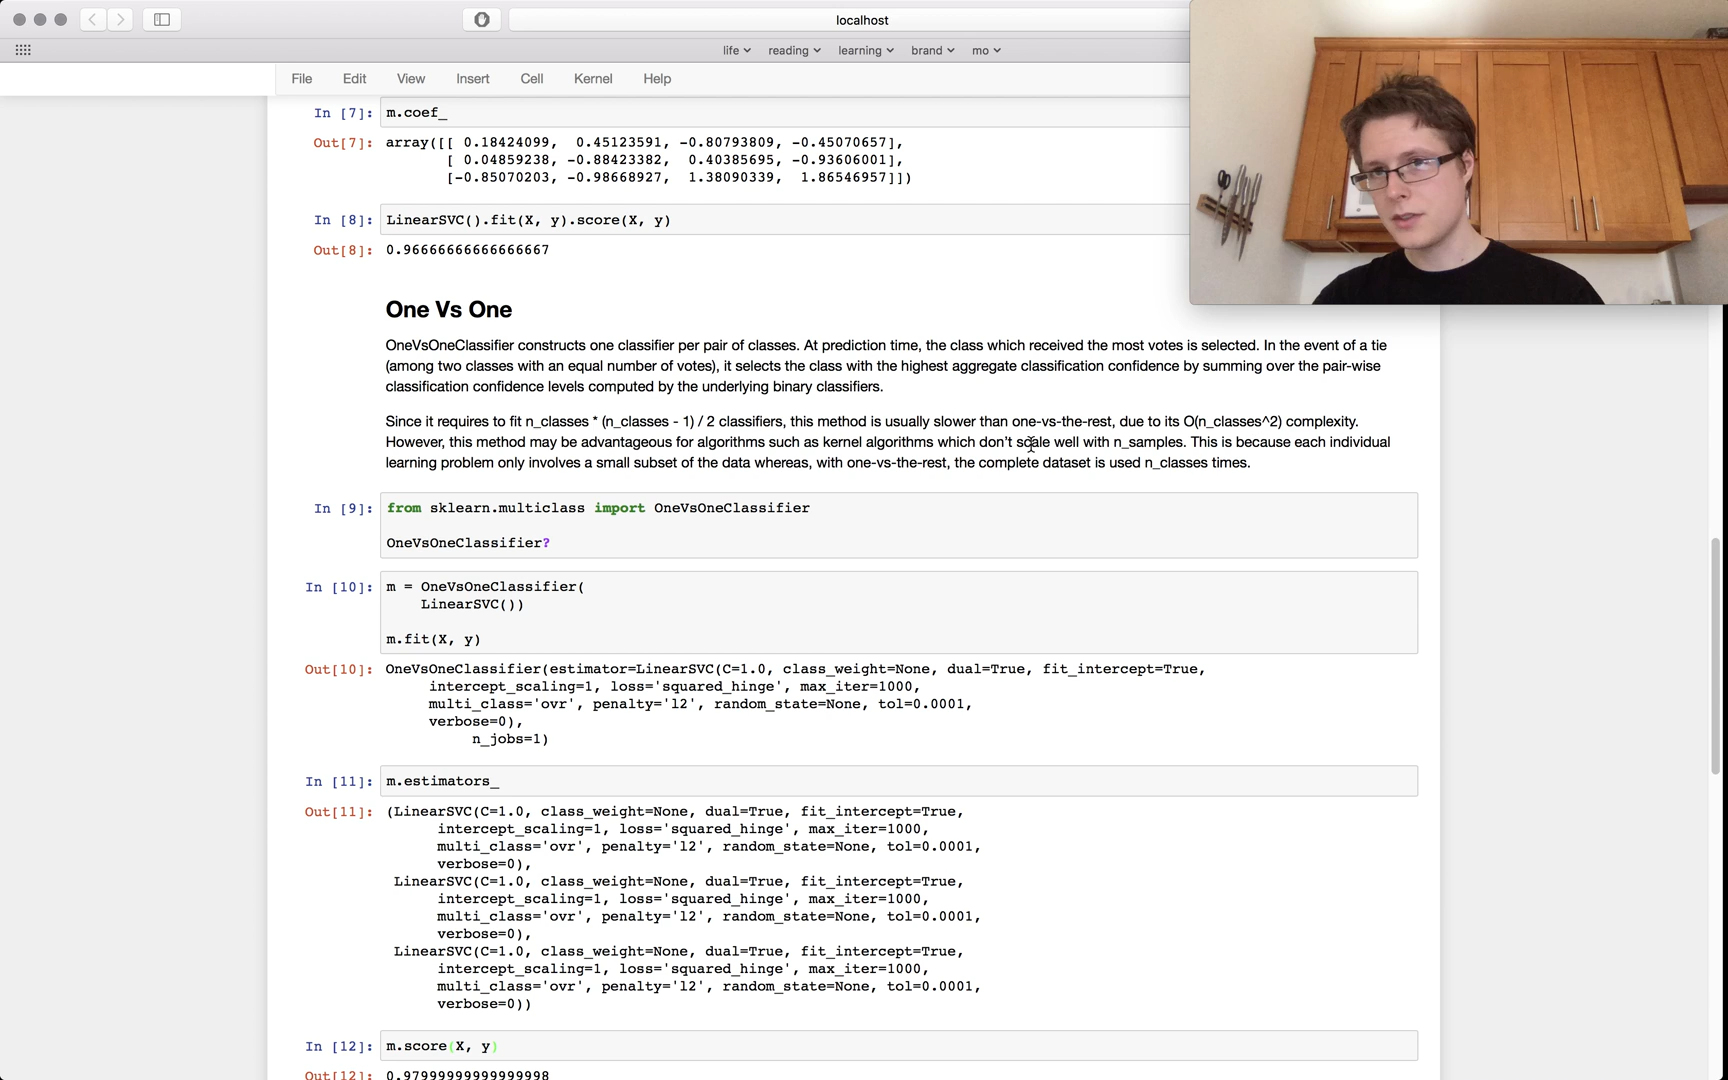 localhost
life reading learning brand mo
File Edit View Insert Cell Kernel Help
In [7]: m.coef_
Out[7]: array([[ 0.18424099, 0.45123591, -0.80793809, -0.45070657],
[ 0.04859238, -0.88423382, 0.40385695, -0.93606001],
[-0.85070203, -0.98668927, 1.38090339, 1.86546957]])
In [8]: LinearSVC().fit(X, y).score(X, y)
Out[8]: 0.96666666666666667
One Vs One
OneVsOneClassifier constructs one classifier per pair of classes. At prediction time, the class which received the most votes is selected. In the event of a tie
(among two classes with an equal number of votes), it selects the class with the highest aggregate classification confidence by summing over the pair-wise
classification confidence levels computed by the underlying binary classifiers.
Since it requires to fit n_classes * (n_classes - 1) / 2 classifiers, this method is usually slower than one-vs-the-rest, due to its O(n_classes^2) complexity.
However, this method may be advantageous for algorithms such as kernel algorithms which don't scale well with n_samples. This is because each individual
learning problem only involves a small subset of the data whereas, with one-vs-the-rest, the complete dataset is used n_classes times.
In [9]: from sklearn.multiclass import OneVsOneClassifier
OneVsOneClassifier?
In [10]: m = OneVsOneClassifier(
LinearSVC())
m.fit(X, y)
Out[10]: OneVsOneClassifier(estimator=LinearSVC(C=1.0, class_weight=None, dual=True, fit_intercept=True,
intercept_scaling=1, loss='squared_hinge', max_iter=1000,
multi_class='ovr', penalty='l2', random_state=None, tol=0.0001,
verbose=0),
n_jobs=1)
In [11]: m.estimators_
Out[11]: (LinearSVC(C=1.0, class_weight=None, dual=True, fit_intercept=True,
intercept_scaling=1, loss='squared_hinge', max_iter=1000,
multi_class='ovr', penalty='l2', random_state=None, tol=0.0001,
verbose=0),
LinearSVC(C=1.0, class_weight=None, dual=True, fit_intercept=True,
intercept_scaling=1, loss='squared_hinge', max_iter=1000,
multi_class='ovr', penalty='l2', random_state=None, tol=0.0001,
verbose=0),
LinearSVC(C=1.0, class_weight=None, dual=True, fit_intercept=True,
intercept_scaling=1, loss='squared_hinge', max_iter=1000,
multi_class='ovr', penalty='l2', random_state=None, tol=0.0001,
verbose=0))
In [12]: m.score(X, y)
Out[12]: 0.97999999999999998